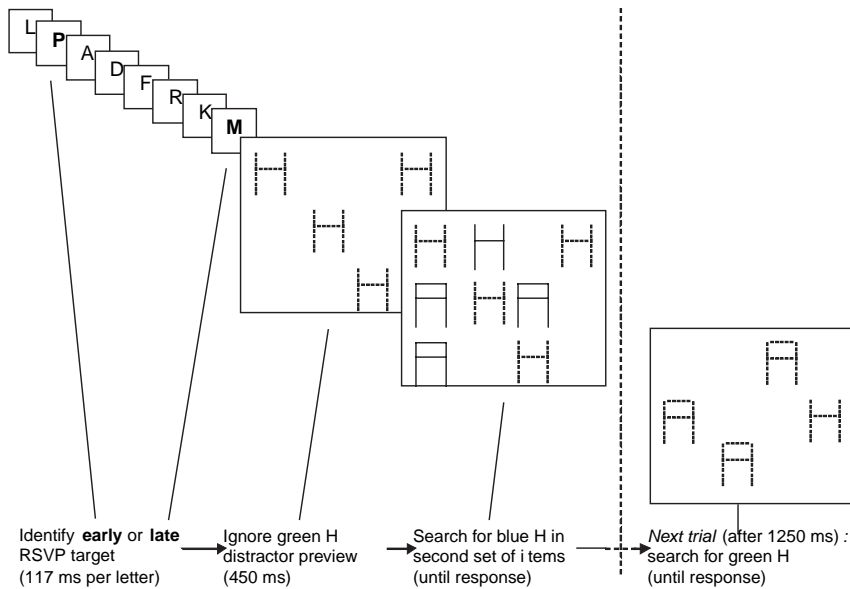 L
P
A
D
F
R
K
M
Identify early or late
RSVP target
(117 ms per letter)
Ignore green H
distractor preview
(450 ms)
Search for blue H in
second set of i tems
(until response)
Next trial (after 1250 ms) :
search for green H
(until response)